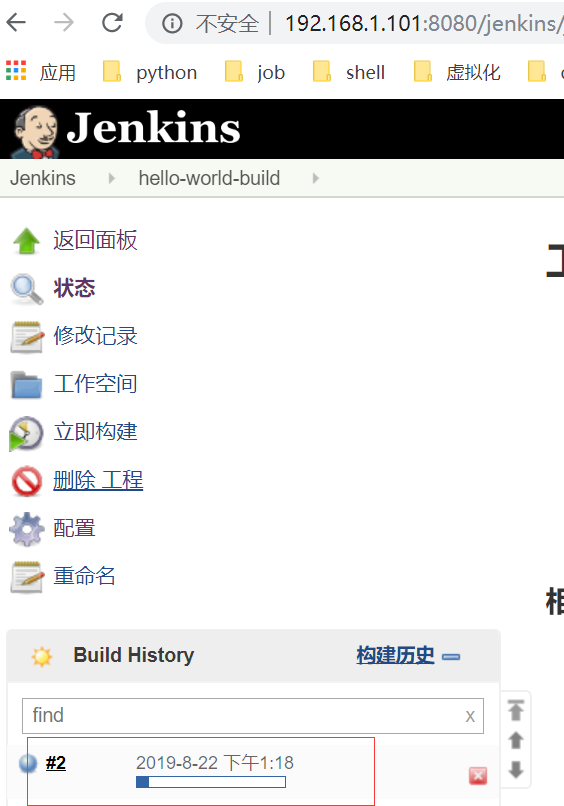 不安全 | 192.168.1.101:8080/jenkins/
应用 python job shell 虚拟化
Jenkins
Jenkins hello-world-build
返回面板
状态
修改记录
工作空间
立即构建
删除 工程
配置
重命名
Build History 构建历史
find x
#2 2019-8-22 下午1:18